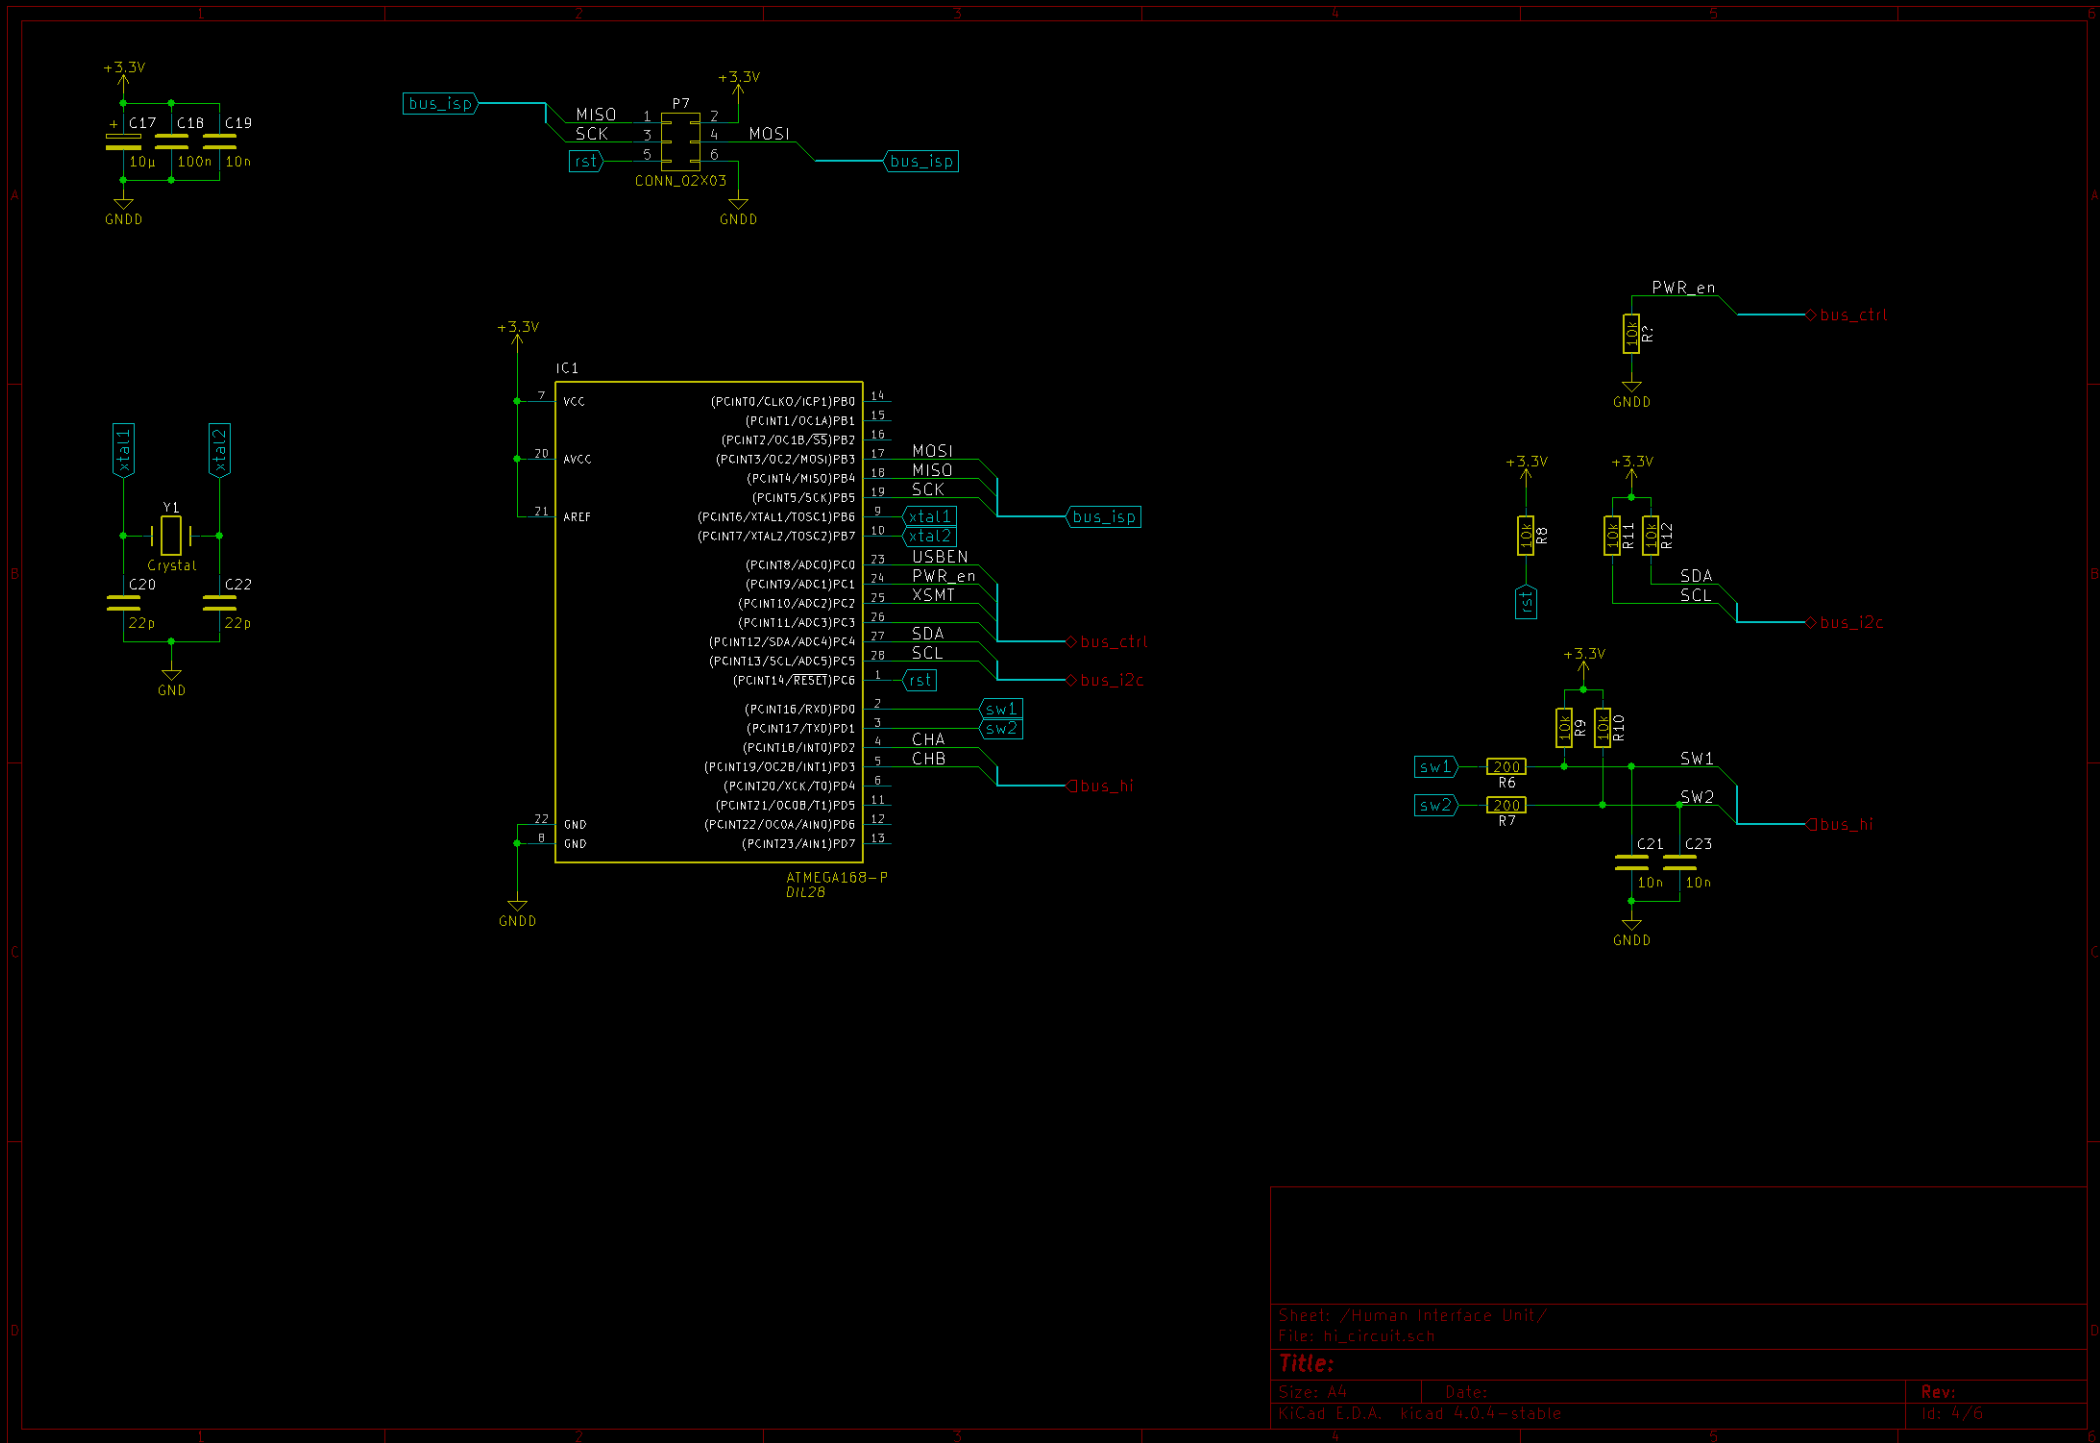 1 2 3 4 5 6
+3.3V
C17 C18 C19
+
10µ 100n 10n
GNDD
bus_isp
MISO
SCK
rst
P7
1 2
3 4
5 6
CONN_02X03
+3.3V
MOSI
bus_isp
GNDD
A A
PWR_en
bus_ctrl
10k
R?
GNDD
+3.3V
IC1
7 VCC
20 AVCC
21 AREF
22 GND
8 GND
(PCINT0/CLKO/ICP1)PB0 14
(PCINT1/OC1A)PB1 15
(PCINT2/OC1B/SS)PB2 16
(PCINT3/OC2/MOSI)PB3 17 MOSI
(PCINT4/MISO)PB4 18 MISO
(PCINT5/SCK)PB5 19 SCK
(PCINT6/XTAL1/TOSC1)PB6 9 xtal1
(PCINT7/XTAL2/TOSC2)PB7 10 xtal2
bus_isp
(PCINT8/ADC0)PC0 23 USBEN
(PCINT9/ADC1)PC1 24 PWR_en
(PCINT10/ADC2)PC2 25 XSMT
(PCINT11/ADC3)PC3 26
(PCINT12/SDA/ADC4)PC4 27 SDA
(PCINT13/SCL/ADC5)PC5 28 SCL
(PCINT14/RESET)PC6 1 rst
bus_ctrl
bus_i2c
(PCINT16/RXD)PD0 2 sw1
(PCINT17/TXD)PD1 3 sw2
(PCINT18/INT0)PD2 4 CHA
(PCINT19/OC2B/INT1)PD3 5 CHB
(PCINT20/XCK/T0)PD4 6
(PCINT21/OC0B/T1)PD5 11
(PCINT22/OC0A/AIN0)PD6 12
(PCINT23/AIN1)PD7 13
bus_hi
ATMEGA168-P
DIL28
GNDD
xtal1 xtal2
Y1
Crystal
C20 C22
22p 22p
GND
B B
+3.3V +3.3V
10k R8
10k R11
10k R12
rst
SDA
SCL
bus_i2c
+3.3V
10k R9
10k R10
sw1 200 SW1
R6
sw2 200 SW2
R7
bus_hi
C21 C23
10n 10n
GNDD
C C
D D
Sheet: /Human Interface Unit/
File: hi_circuit.sch
Title:
Size: A4 Date: Rev:
KiCad E.D.A. kicad 4.0.4-stable Id: 4/6
1 2 3 4 5 6